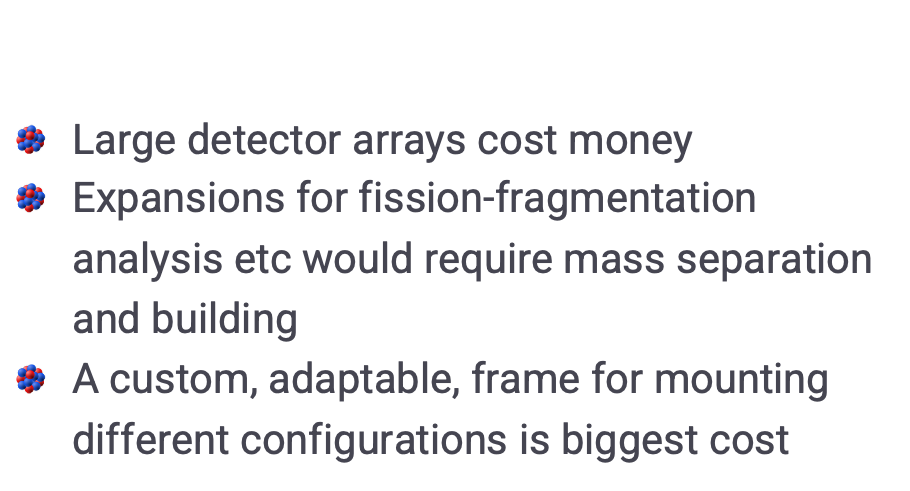 Large detector arrays cost money
Expansions for fission-fragmentation
analysis etc would require mass separation
and building
A custom, adaptable, frame for mounting
different configurations is biggest cost